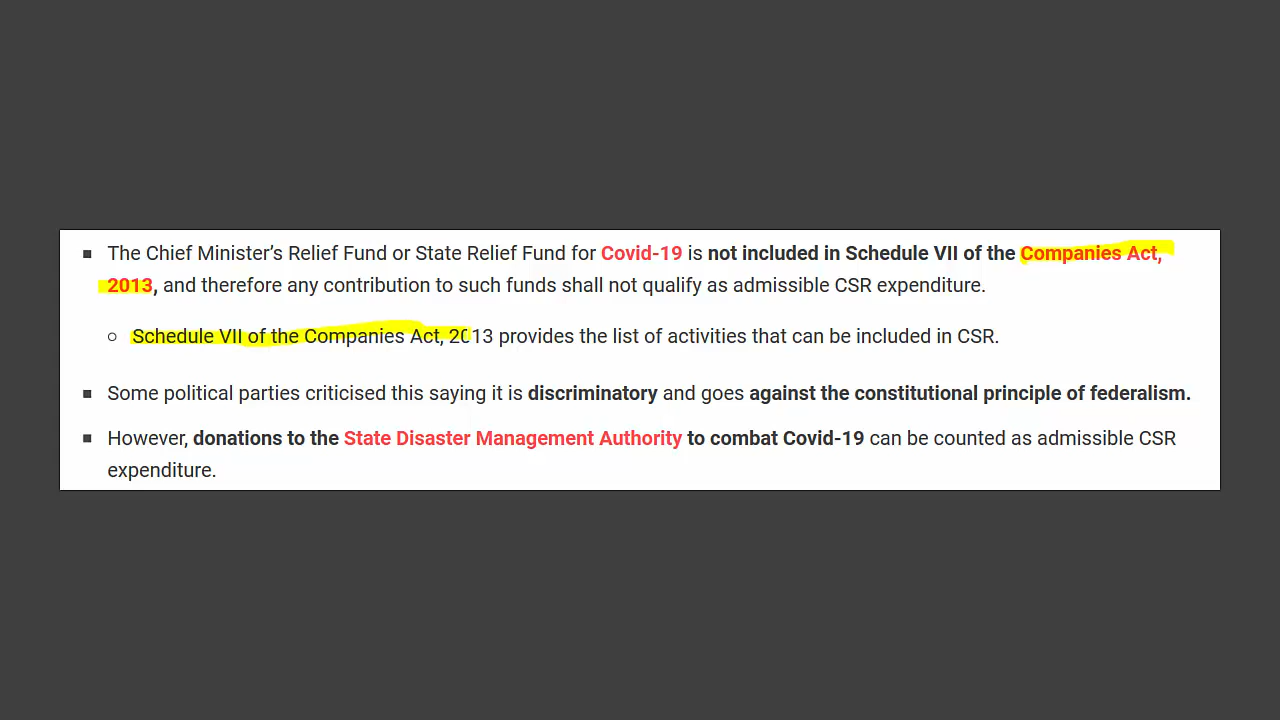 The Chief Minister’s Relief Fund or State Relief Fund for Covid-19 is not included in Schedule VII of the Companies Act,
2013, and therefore any contribution to such funds shall not qualify as admissible CSR expenditure.
Schedule VII of the Companies Act, 2013 provides the list of activities that can be included in CSR.
Some political parties criticised this saying it is discriminatory and goes against the constitutional principle of federalism.
However, donations to the State Disaster Management Authority to combat Covid-19 can be counted as admissible CSR
expenditure.